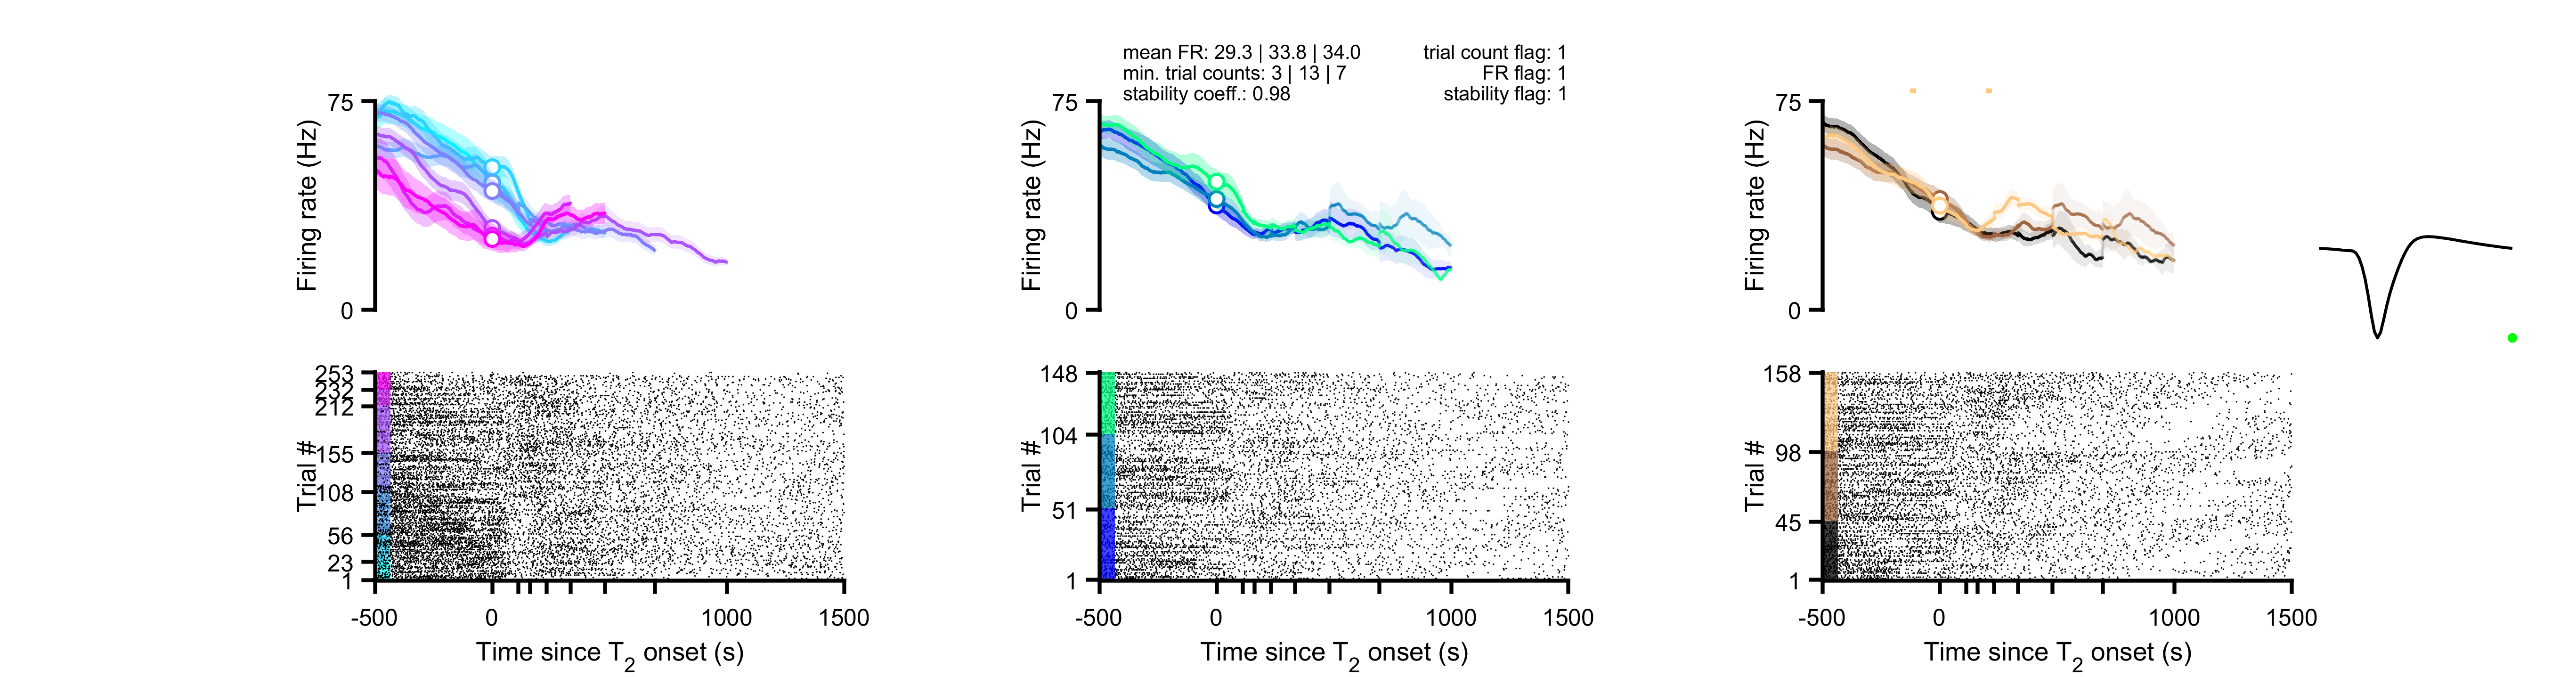 mean FR: 29.3 | 33.8 | 34.0
min. trial counts: 3 | 13 | 7
stability coeff.: 0.98
trial count flag: 1
FR flag: 1
stability flag: 1
75
Firing rate (Hz)
0
75
Firing rate (Hz)
0
75
Firing rate (Hz)
0
253
232
212
155
108
56
23
1
Trial #
-500 0 1000 1500
Time since T2 onset (s)
148
104
51
1
Trial #
-500 0 1000 1500
Time since T2 onset (s)
158
98
45
1
Trial #
-500 0 1000 1500
Time since T2 onset (s)